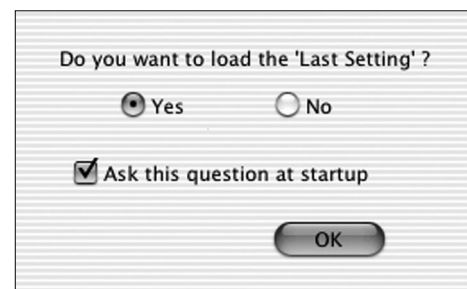 Do you want to load the 'Last Setting' ?
Yes No
Ask this question at startup
OK